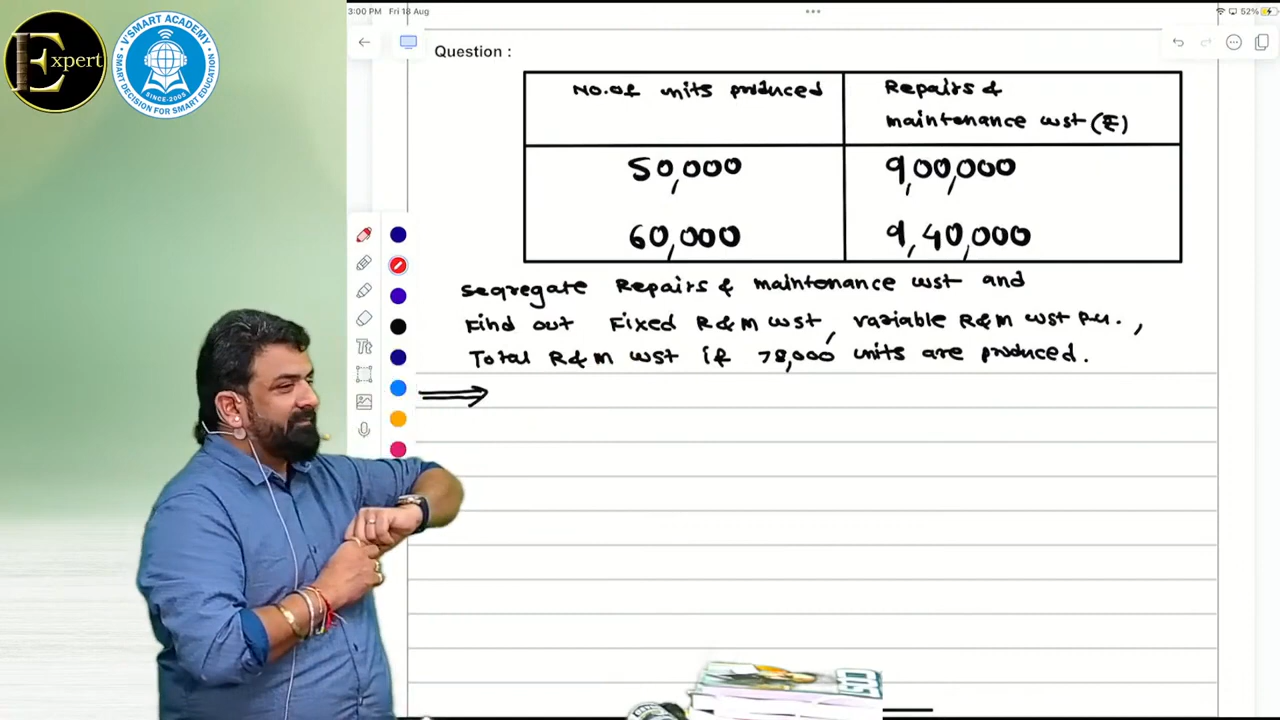 3:00 PM Fri 18 Aug
52%
Expert
V'SMART ACADEMY
SINCE-2005
SMART DECISION FOR SMART EDUCATION
Question :
No. of units produced
Repairs &
maintenance cost (₹)
50,000 9,00,000
60,000 9,40,000
segregate Repairs & maintenance cost and
Find out Fixed R&M cost, variable R&M cost P.u. ,
Total R&M cost if 78,000 units are produced.
Tt